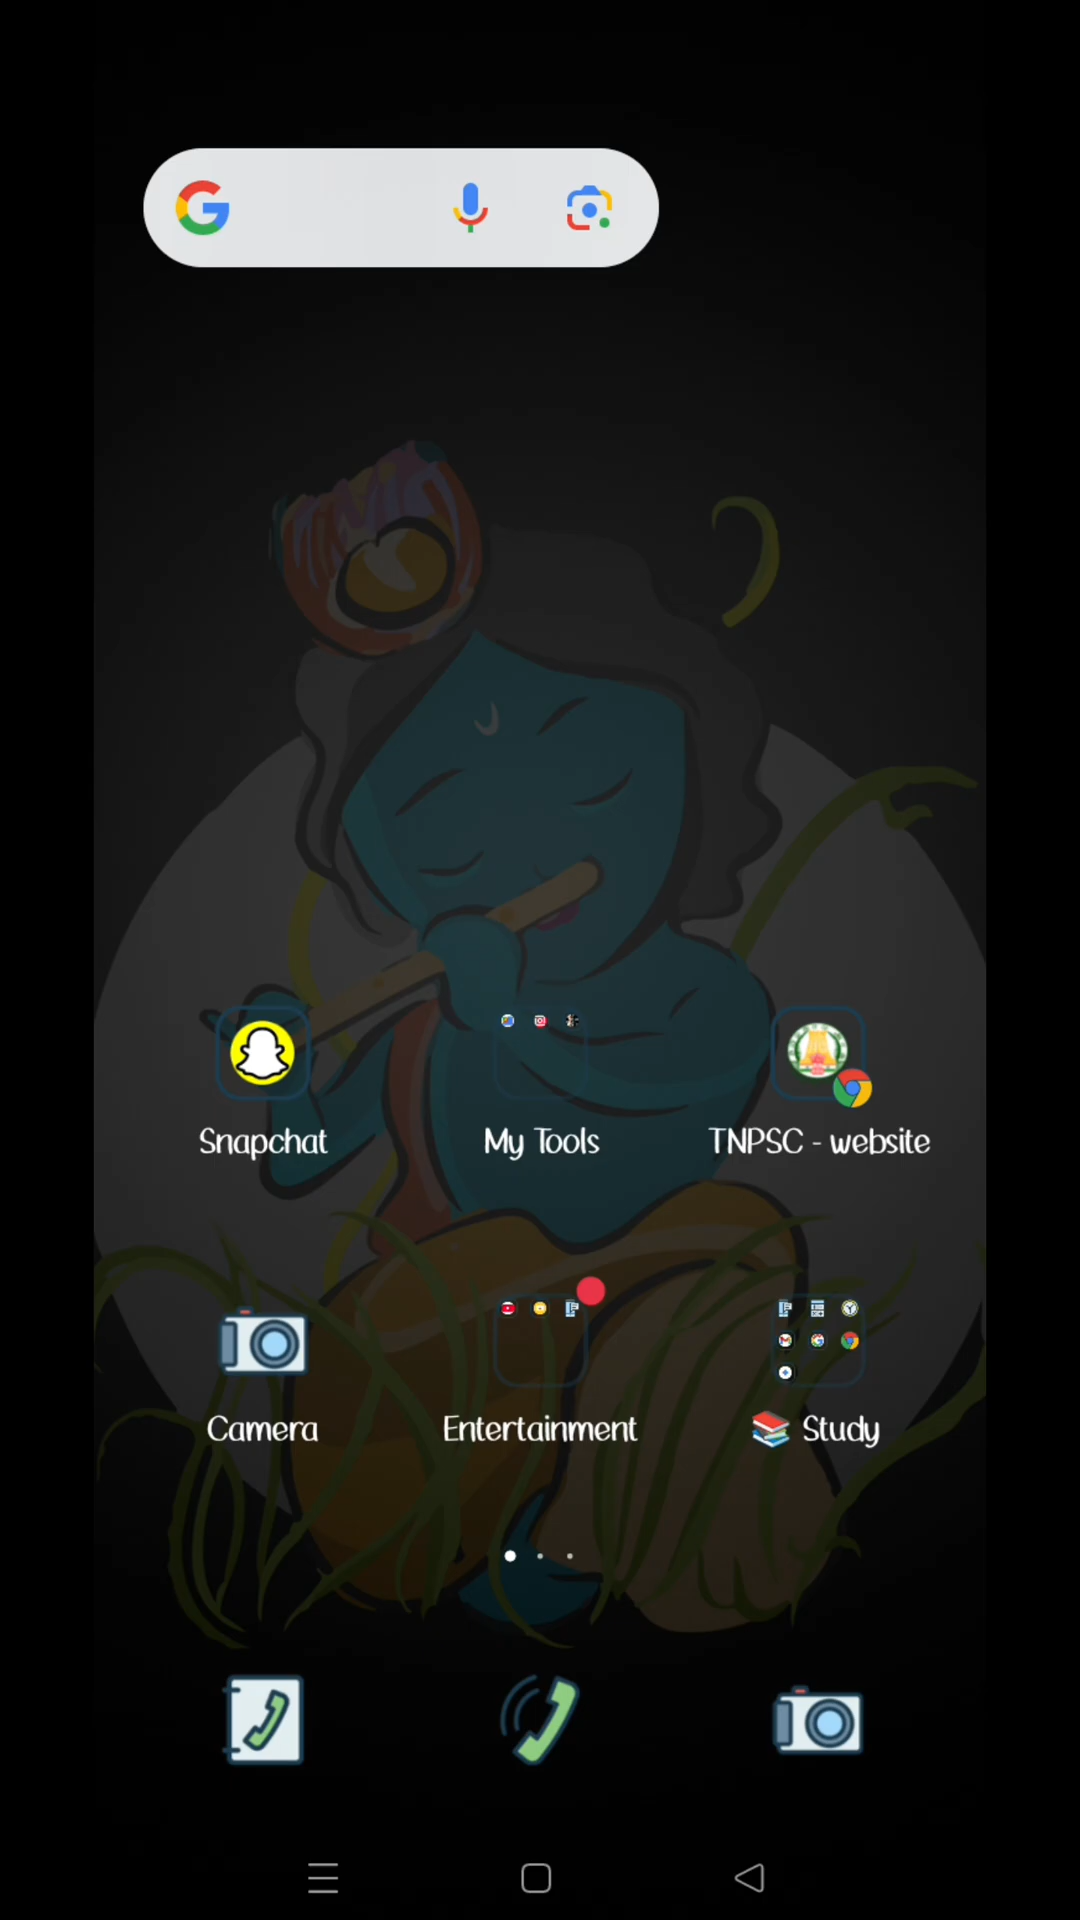 Snapchat
My Tools
TNPSC - website
Camera
Entertainment
📚 Study